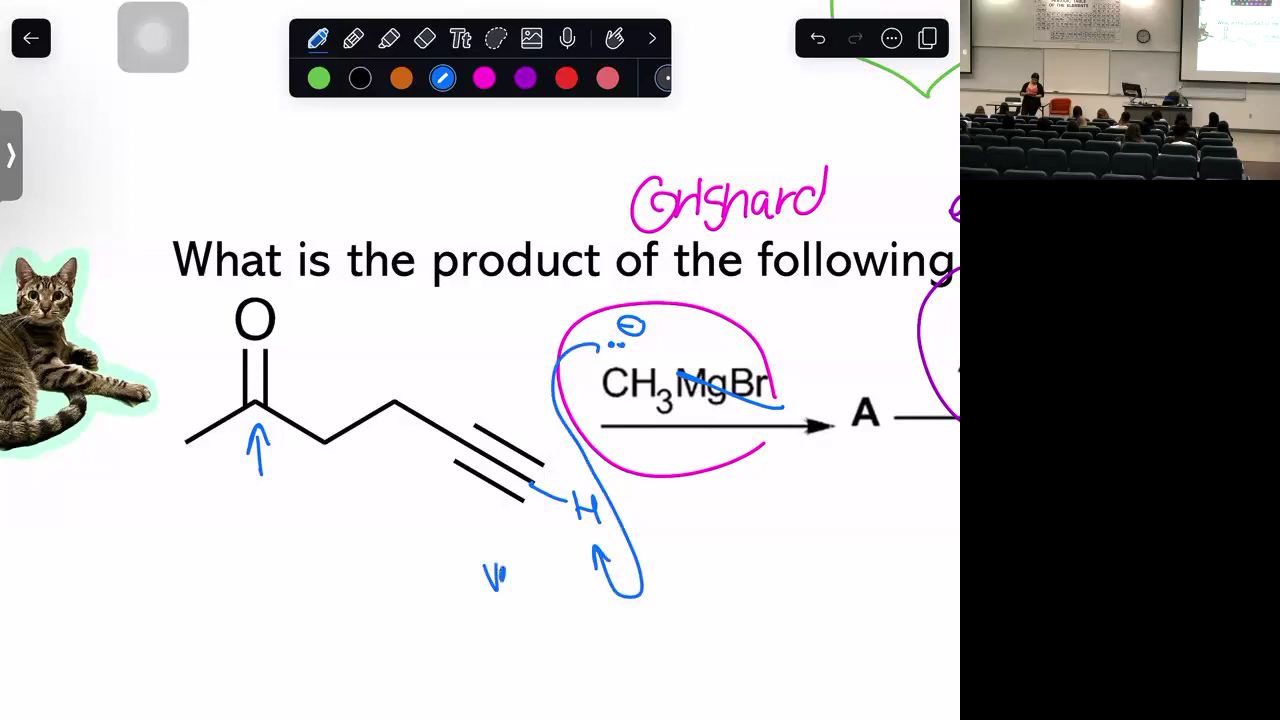 Grignard
What is the product of the following
O
⊖
CH3MgBr
A
H